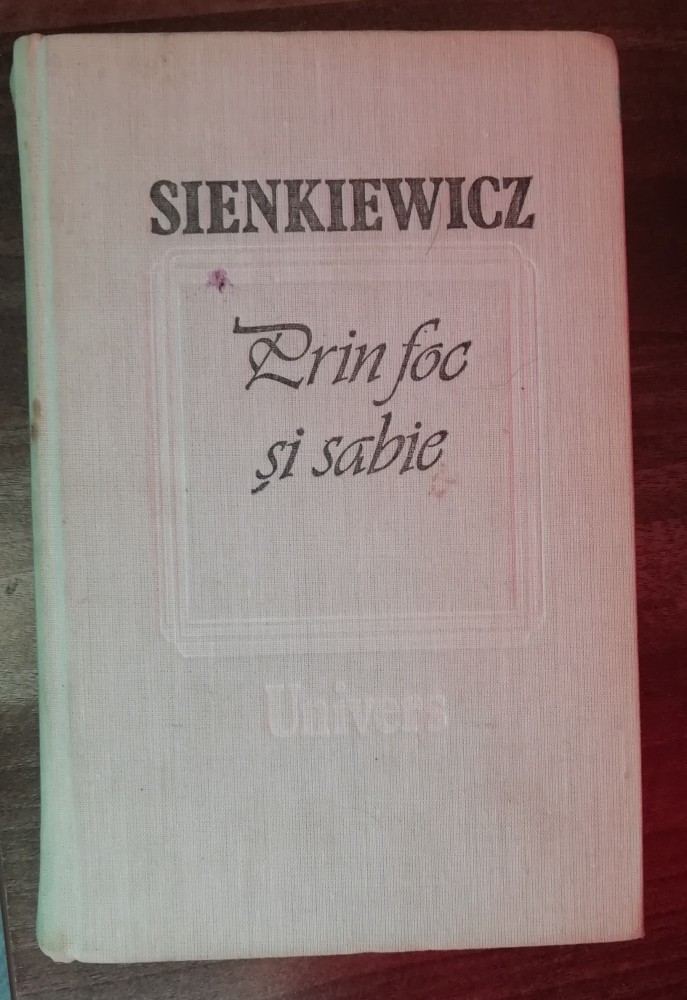 SIENKIEWICZ
Prin foc
și sabie
Univers